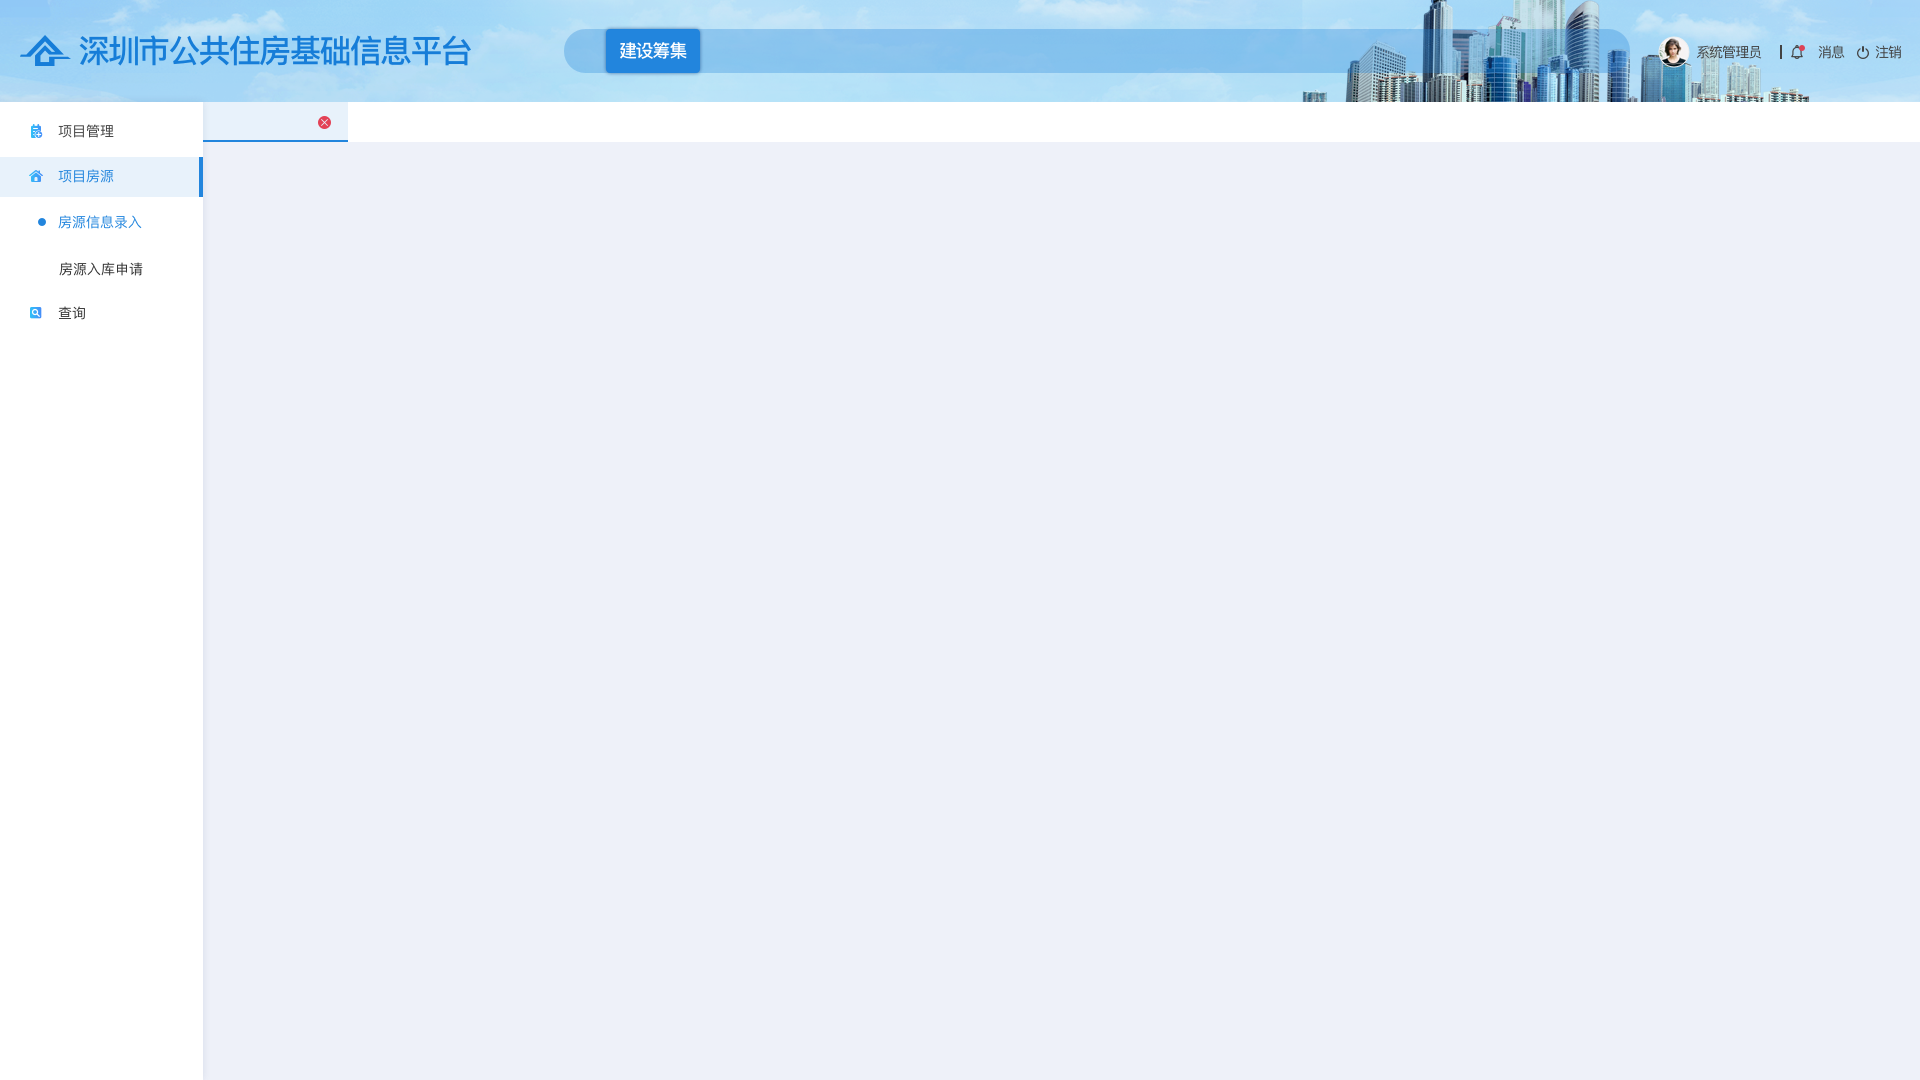 深圳市公共住房基础信息平台
建设筹集
系统管理员
消息
注销
项目管理
项目房源
房源信息录入
房源入库申请
查询